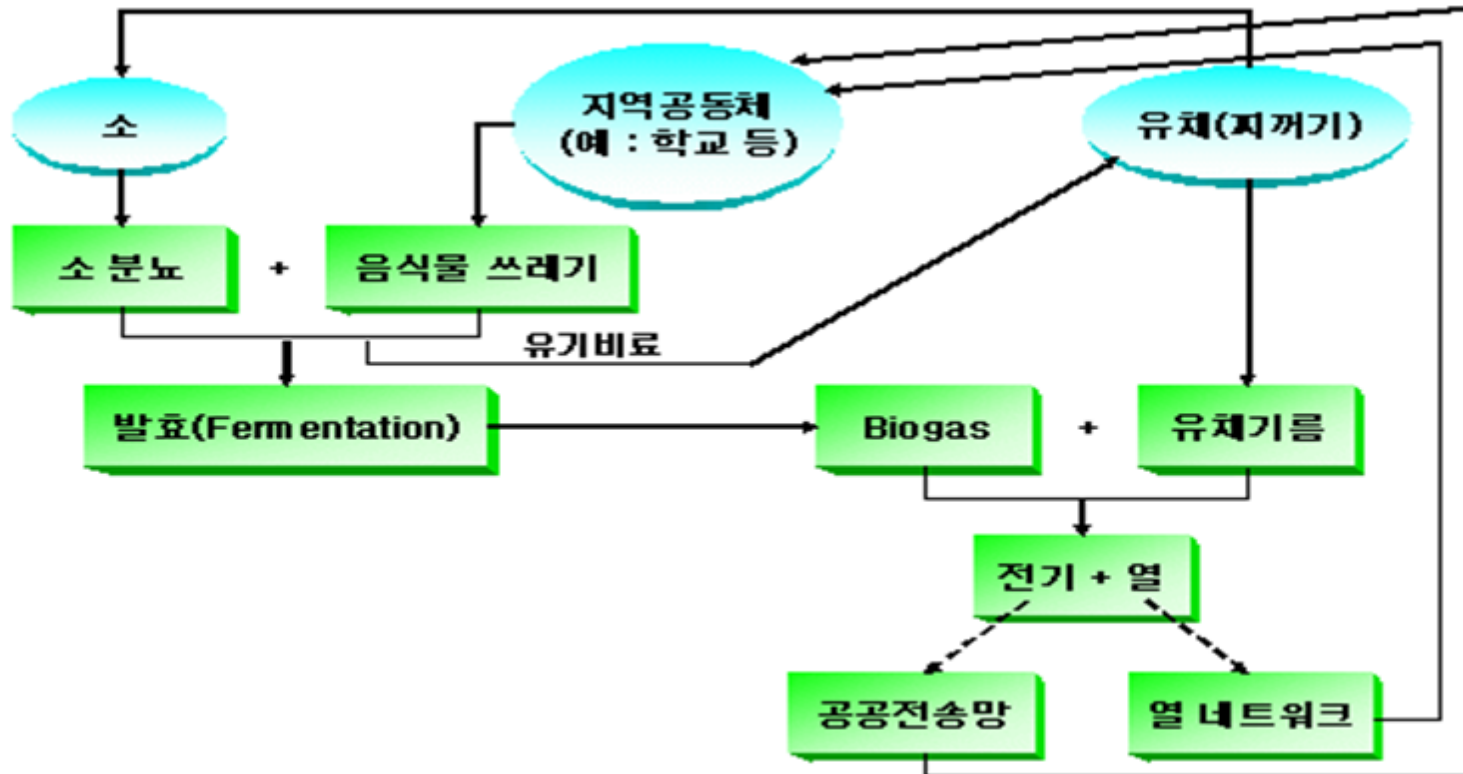 소
지역공동체
(예 : 학교 등)
유채(찌꺼기)
소 분뇨
+
음식물 쓰레기
유기비료
발효(Fermentation)
Biogas
+
유채기름
전기 + 열
공공전송망
열 네트워크